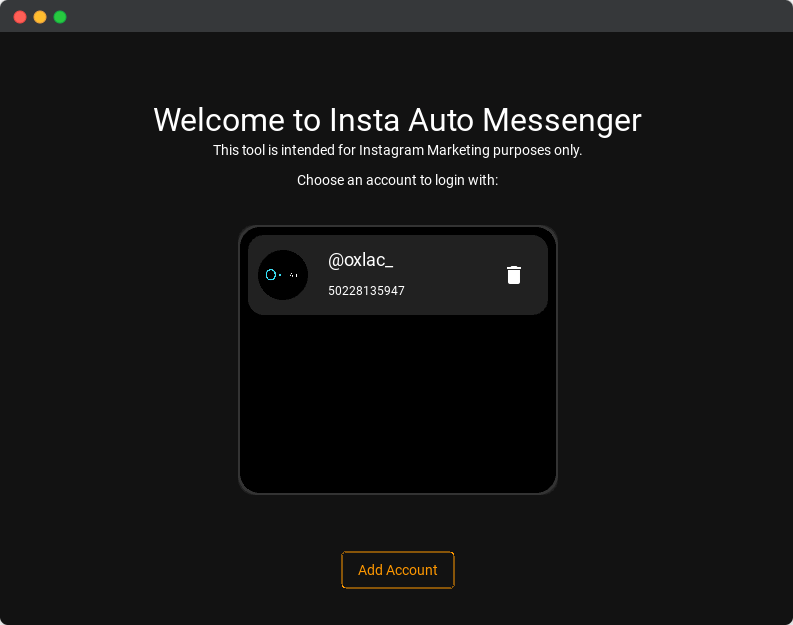 Welcome to Insta Auto Messenger
This tool is intended for Instagram Marketing purposes only.
Choose an account to login with:
@oxlac_
50228135947
Add Account